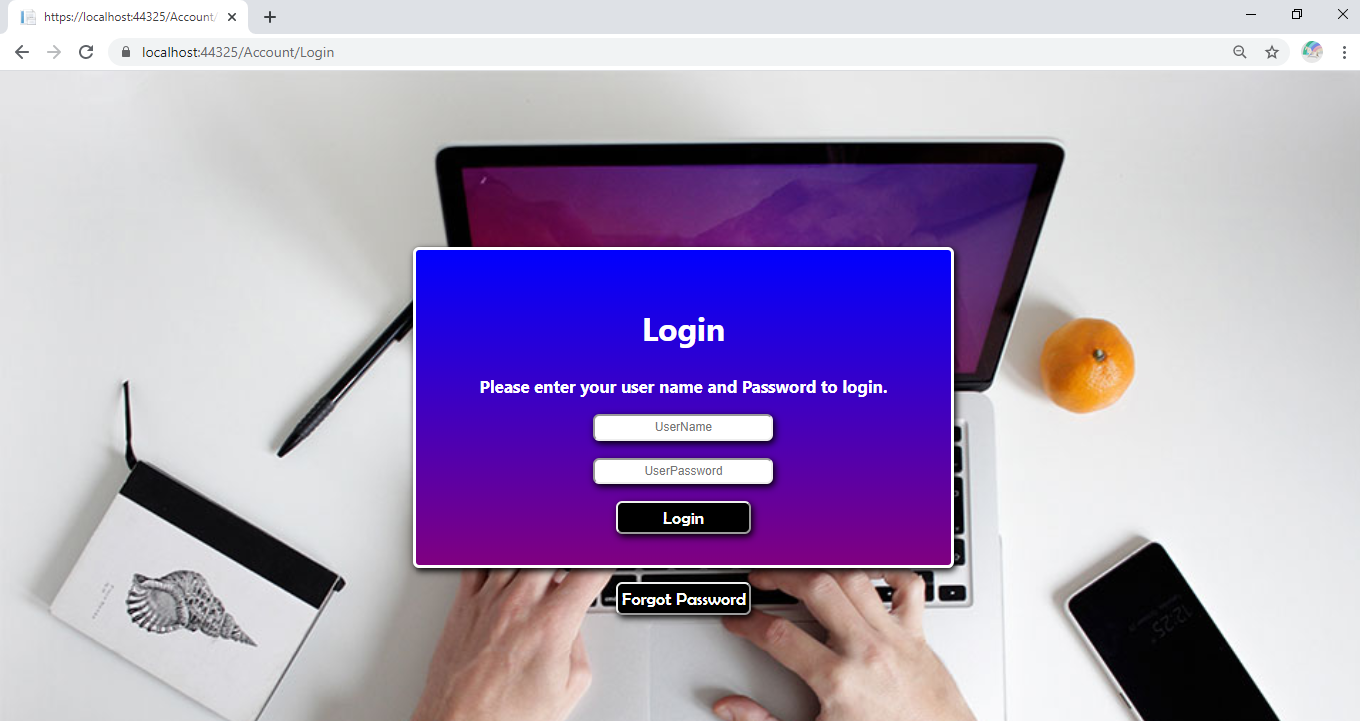 https://localhost:44325/Account/
localhost:44325/Account/Login
Login
Please enter your user name and Password to login.
UserName
UserPassword
Login
Forgot Password
12:25